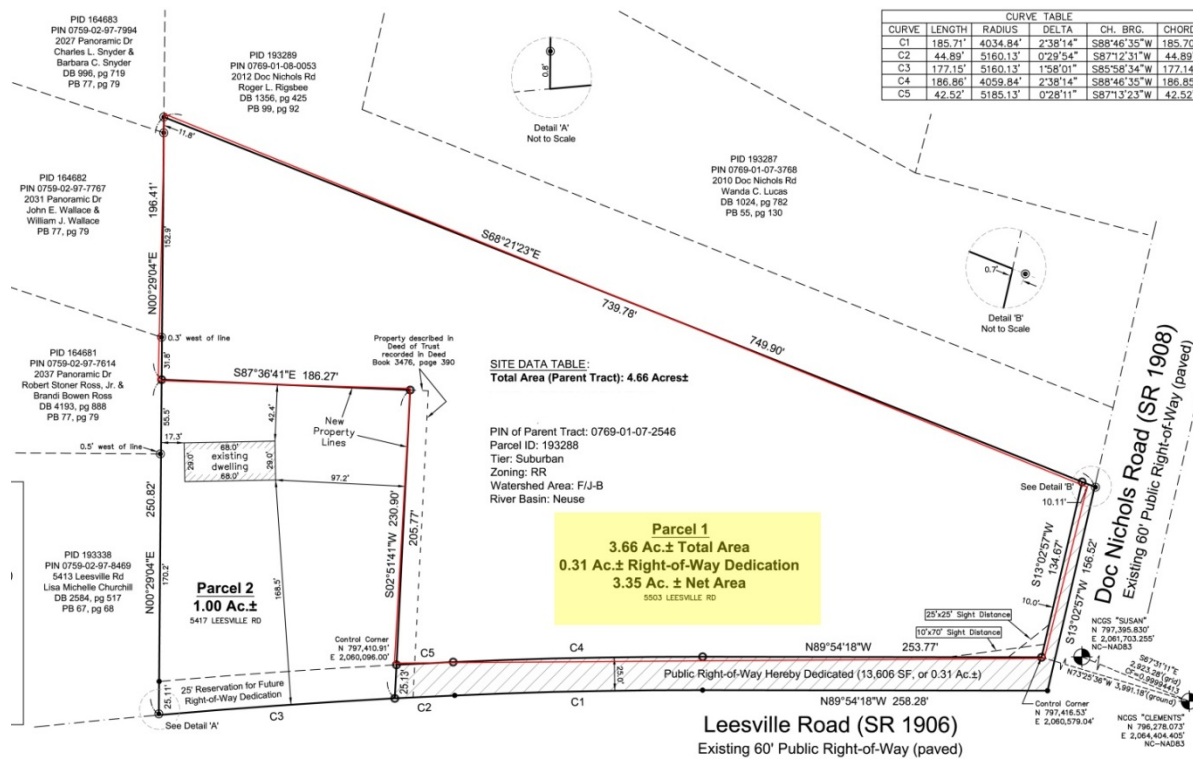 PID 164683
PIN 0759-02-97-7994
2027 Panoramic Dr
Charles L. Snyder &
Barbara C. Snyder
DB 996, pg 719
PB 77, pg 79
PID 193289
PIN 0769-01-08-0053
2012 Doc Nichols Rd
Roger L. Rigsbee
DB 1356, pg 425
PB 99, pg 92
0.8'
Detail 'A'
Not to Scale
CURVE TABLE
CURVE LENGTH RADIUS DELTA CH. BRG. CHORD
C1 185.71' 4034.84' 2°38'14" S88°46'35"W 185.70
C2 44.89' 5160.13' 0°29'54" S87°12'31"W 44.89'
C3 177.15' 5160.13' 1°58'01" S85°58'34"W 177.14
C4 186.86' 4059.84' 2°38'14" S88°46'35"W 186.85
C5 42.52' 5185.13' 0°28'11" S87°13'23"W 42.52'
11.8'
PID 164682
PIN 0759-02-97-7767
2031 Panoramic Dr
John E. Wallace &
William J. Wallace
PB 77, pg 79
196.41'
152.9'
N00°29'04"E
PID 193287
PIN 0769-01-07-3768
2010 Doc Nichols Rd
Wanda C. Lucas
DB 1024, pg 782
PB 55, pg 130
S68°21'23"E
739.78'
749.90'
0.7'
Detail 'B'
Not to Scale
0.3' west of line
31.8'
PID 164681
PIN 0759-02-97-7614
2037 Panoramic Dr
Robert Stoner Ross, Jr. &
Brandi Bowen Ross
DB 4193, pg 888
PB 77, pg 79
S87°36'41"E 186.27'
Property described in
Deed of Trust
recorded in Deed
Book 3476, page 390
SITE DATA TABLE:
Total Area (Parent Tract): 4.66 Acres±
PIN of Parent Tract: 0769-01-07-2546
Parcel ID: 193288
Tier: Suburban
Zoning: RR
Watershed Area: F/J-B
River Basin: Neuse
55.5'
42.4'
New
Property
Lines
17.3'
0.5' west of line
68.0'
existing
dwelling
68.0'
29.0'
29.0'
97.2'
250.82'
170.2'
N00°29'04"E
S02°51'41"W 230.90'
205.77'
See Detail 'B'
10.11'
S13°02'57"W
134.67'
S13°02'57"W 156.52'
10.0'
Doc Nichols Road (SR 1908)
Existing 60' Public Right-of-Way (paved)
Parcel 1
3.66 Ac.± Total Area
0.31 Ac.± Right-of-Way Dedication
3.35 Ac. ± Net Area
5503 LEESVILLE RD
PID 193338
PIN 0759-02-97-8469
5413 Leesville Rd
Lisa Michelle Churchill
DB 2584, pg 517
PB 67, pg 68
Parcel 2
1.00 Ac.±
5417 LEESVILLE RD
168.5'
Control Corner
N 797,410.91'
E 2,060,096.00'
25'x25' Sight Distance
10'x70' Sight Distance
NCGS "SUSAN"
N 797,395.830'
E 2,061,703.255'
NC-NAD83
C5
C4
N89°54'18"W 253.77'
25.0'
Public Right-of-Way Hereby Dedicated (13,606 SF, or 0.31 Ac.±)
25' Reservation for Future
Right-of-Way Dedication
25.11'
25.13'
See Detail 'A'
C3
C2
C1
N89°54'18"W 258.28'
S67°31'11"E
2,923.28'(grid)
N73°25'36"W 3,991.18'(ground)
Control Corner
N 797,416.53'
E 2,060,579.04'
NCGS "CLEMENTS"
N 796,278.073'
E 2,064,404.405'
NC-NAD83
Leesville Road (SR 1906)
Existing 60' Public Right-of-Way (paved)